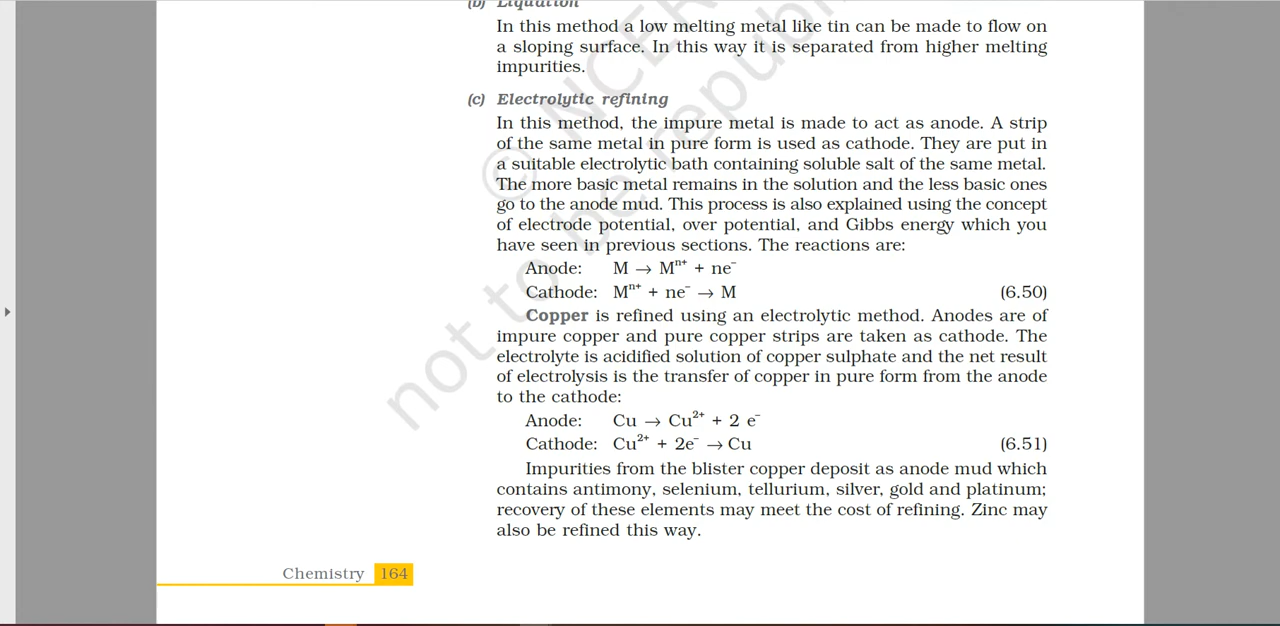 (b) Liquation
In this method a low melting metal like tin can be made to flow on
a sloping surface. In this way it is separated from higher melting
impurities.
(c) Electrolytic refining
In this method, the impure metal is made to act as anode. A strip
of the same metal in pure form is used as cathode. They are put in
a suitable electrolytic bath containing soluble salt of the same metal.
The more basic metal remains in the solution and the less basic ones
go to the anode mud. This process is also explained using the concept
of electrode potential, over potential, and Gibbs energy which you
have seen in previous sections. The reactions are:
Anode: M → Mⁿ⁺ + ne⁻
Cathode: Mⁿ⁺ + ne⁻ → M (6.50)
Copper is refined using an electrolytic method. Anodes are of
impure copper and pure copper strips are taken as cathode. The
electrolyte is acidified solution of copper sulphate and the net result
of electrolysis is the transfer of copper in pure form from the anode
to the cathode:
Anode: Cu → Cu²⁺ + 2 e⁻
Cathode: Cu²⁺ + 2e⁻ → Cu (6.51)
Impurities from the blister copper deposit as anode mud which
contains antimony, selenium, tellurium, silver, gold and platinum;
recovery of these elements may meet the cost of refining. Zinc may
also be refined this way.
Chemistry 164
© NCER
not to be republi